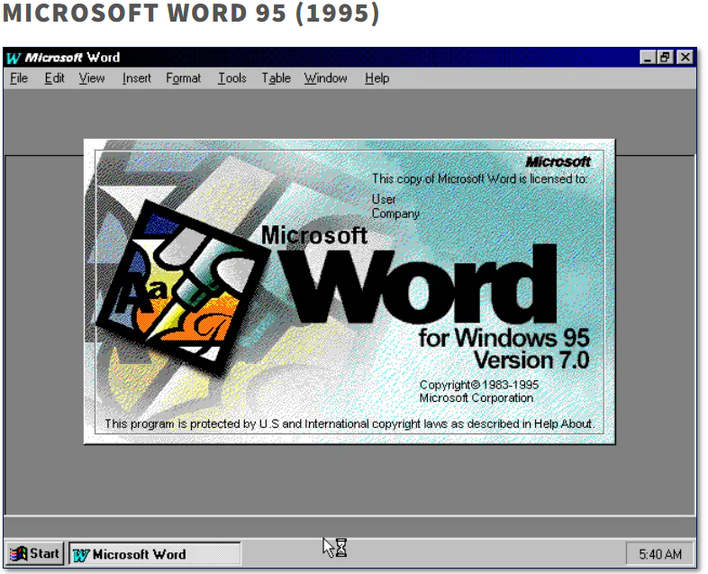 MICROSOFT WORD 95 (1995)
Microsoft Word
File Edit View Insert Format Tools Table Window Help
Microsoft
This copy of Microsoft Word is licensed to:
User
Company
Microsoft
Word
Aa
a
for Windows 95
Version 7.0
Copyright© 1983-1995
Microsoft Corporation
This program is protected by U.S and International copyright laws as described in Help About.
Start Microsoft Word 5:40 AM